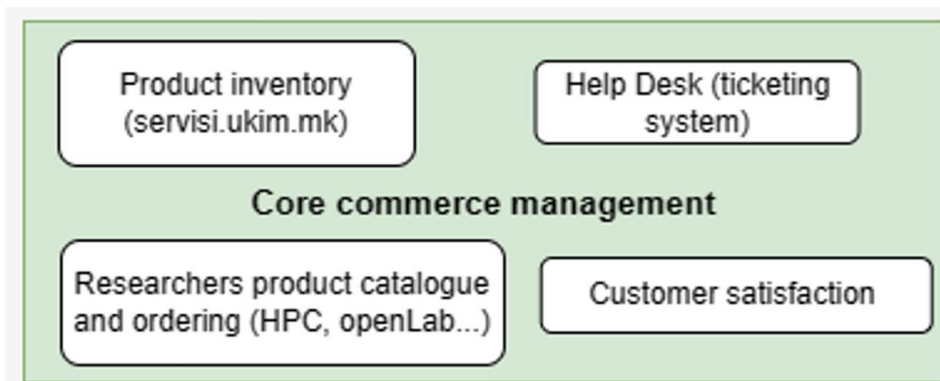 Product inventory
(servisi.ukim.mk)
Help Desk (ticketing
system)
Core commerce management
Researchers product catalogue
and ordering (HPC, openLab...)
Customer satisfaction